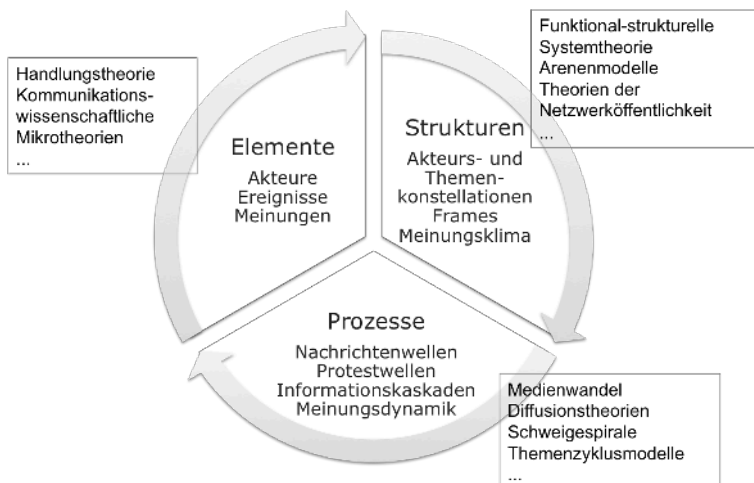 Handlungstheorie
Kommunikations-
wissenschaftliche
Mikrotheorien
...
Elemente
Akteure
Ereignisse
Meinungen
Funktional-strukturelle
Systemtheorie
Arenenmodelle
Theorien der
Netzwerköffentlichkeit
...
Strukturen
Akteurs- und
Themen-
konstellationen
Frames
Meinungsklima
Prozesse
Nachrichtenwellen
Protestwellen
Informationskaskaden
Meinungsdynamik
Medienwandel
Diffusionstheorien
Schweigespirale
Themenzyklusmodelle
...